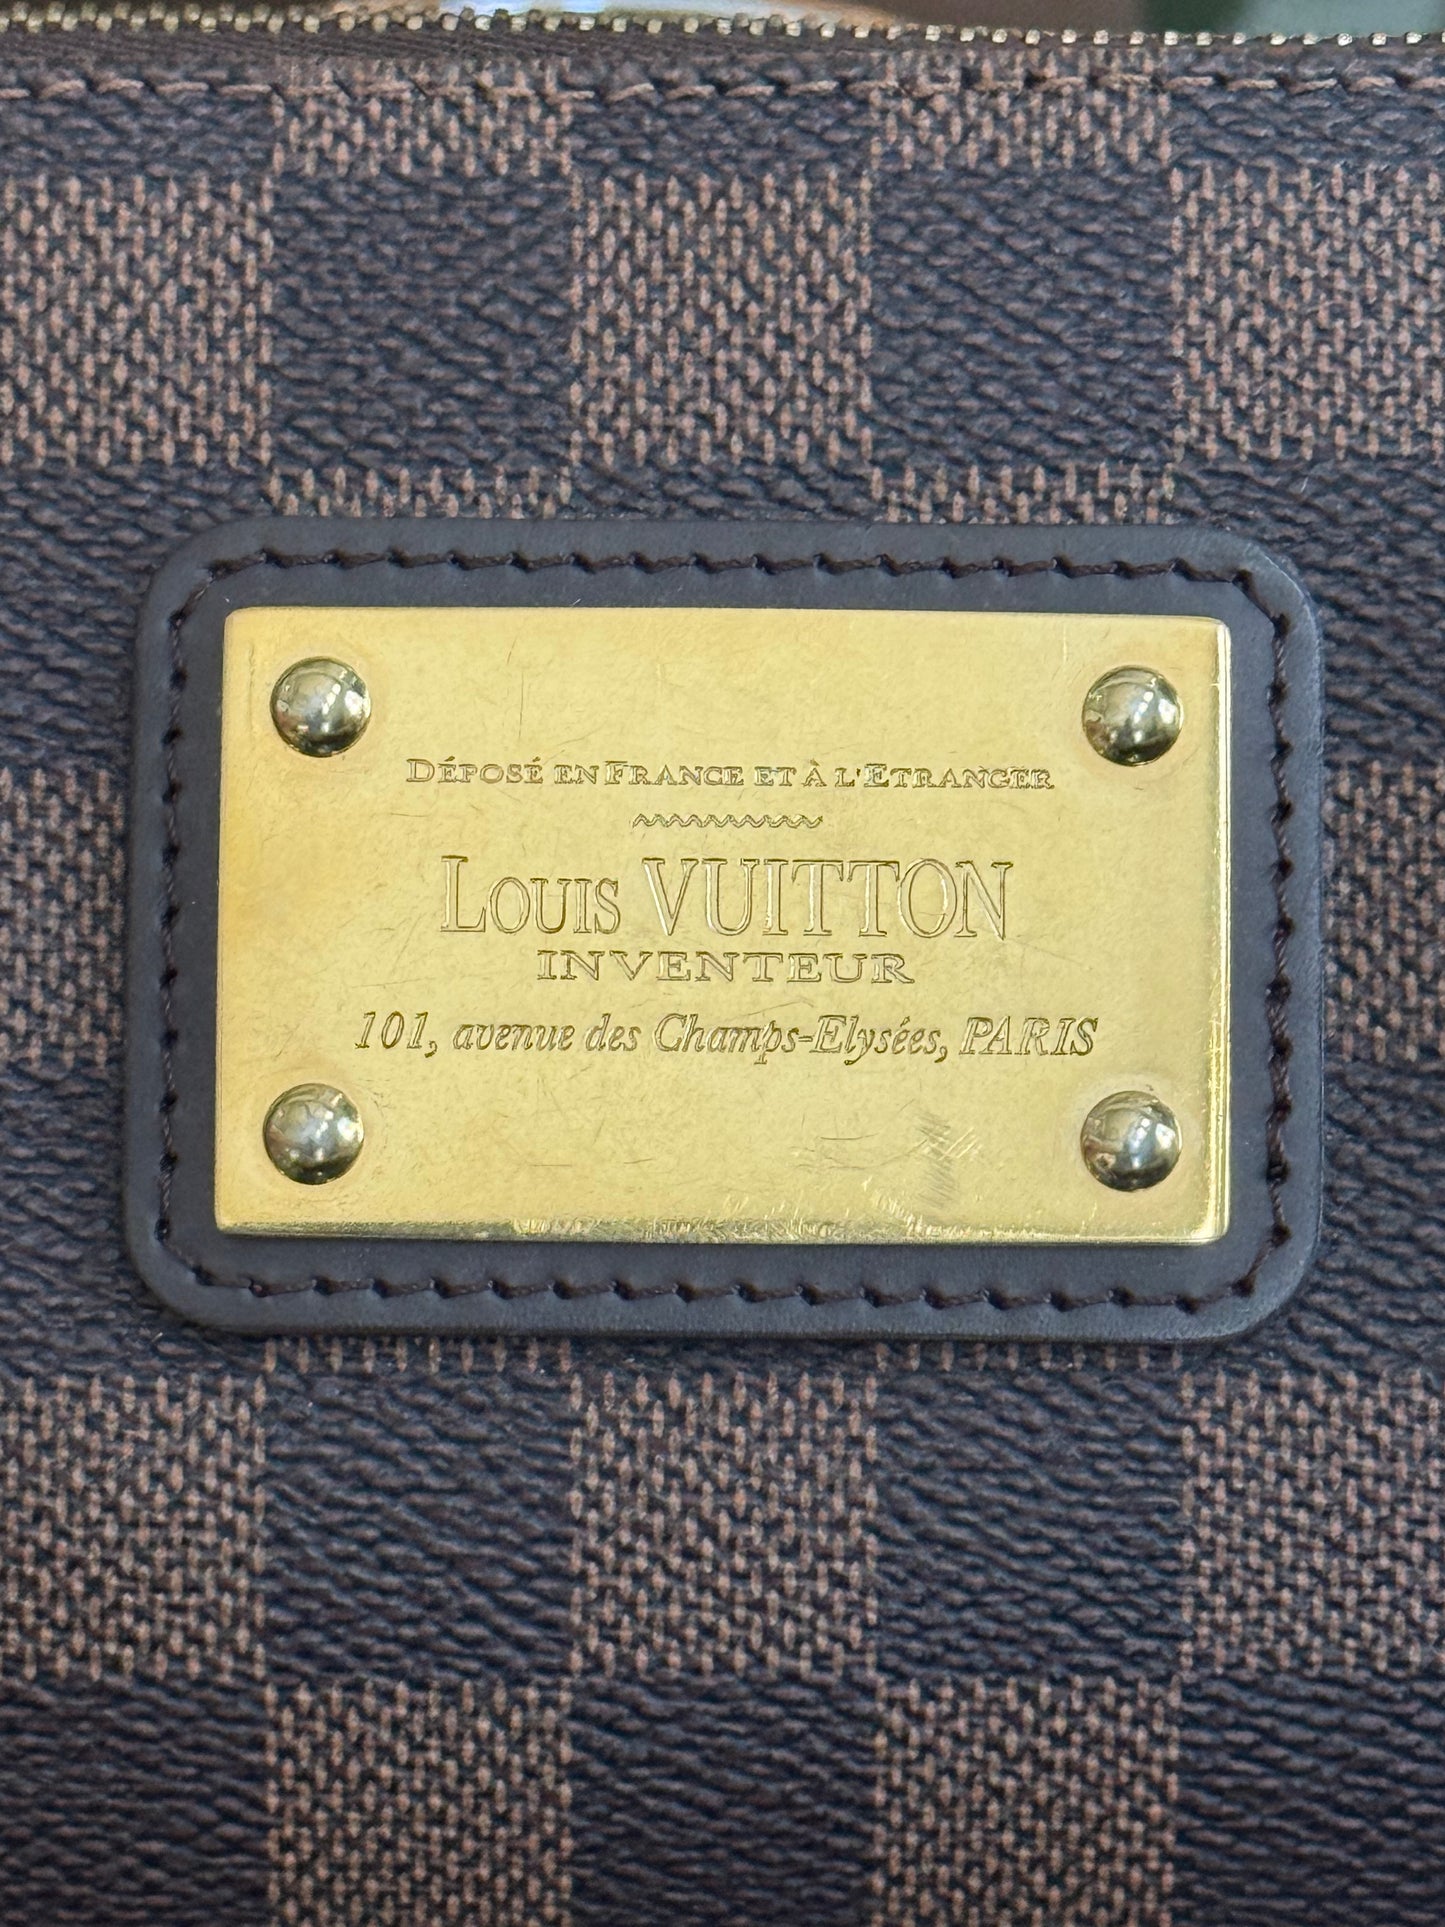 DÉPOSÉ EN FRANCE ET À L'ETRANGER
LOUIS VUITTON
INVENTEUR
101, avenue des Champs-Elysées, PARIS